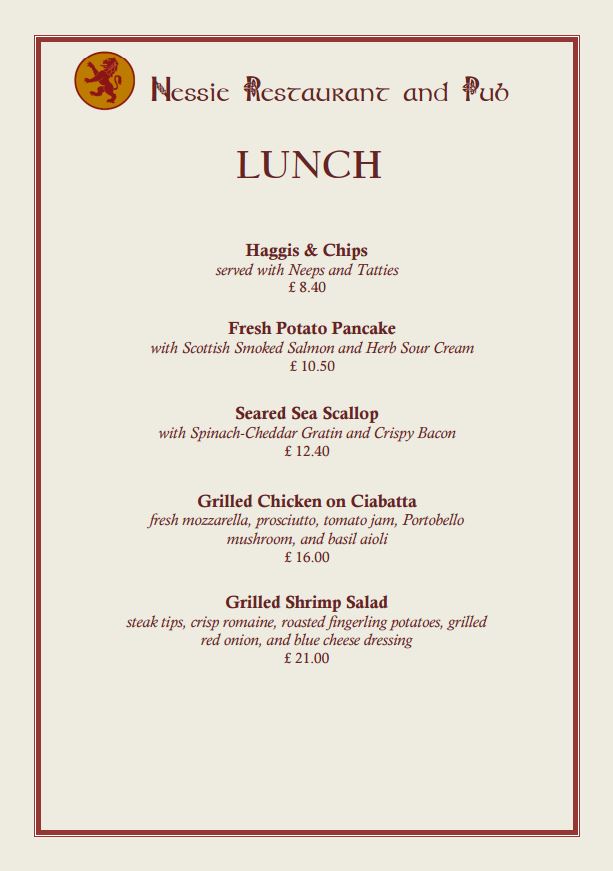 Nessie Restaurant and Pub
LUNCH
Haggis & Chips
served with Neeps and Tatties
£ 8.40
Fresh Potato Pancake
with Scottish Smoked Salmon and Herb Sour Cream
£ 10.50
Seared Sea Scallop
with Spinach-Cheddar Gratin and Crispy Bacon
£ 12.40
Grilled Chicken on Ciabatta
fresh mozzarella, prosciutto, tomato jam, Portobello
mushroom, and basil aioli
£ 16.00
Grilled Shrimp Salad
steak tips, crisp romaine, roasted fingerling potatoes, grilled
red onion, and blue cheese dressing
£ 21.00